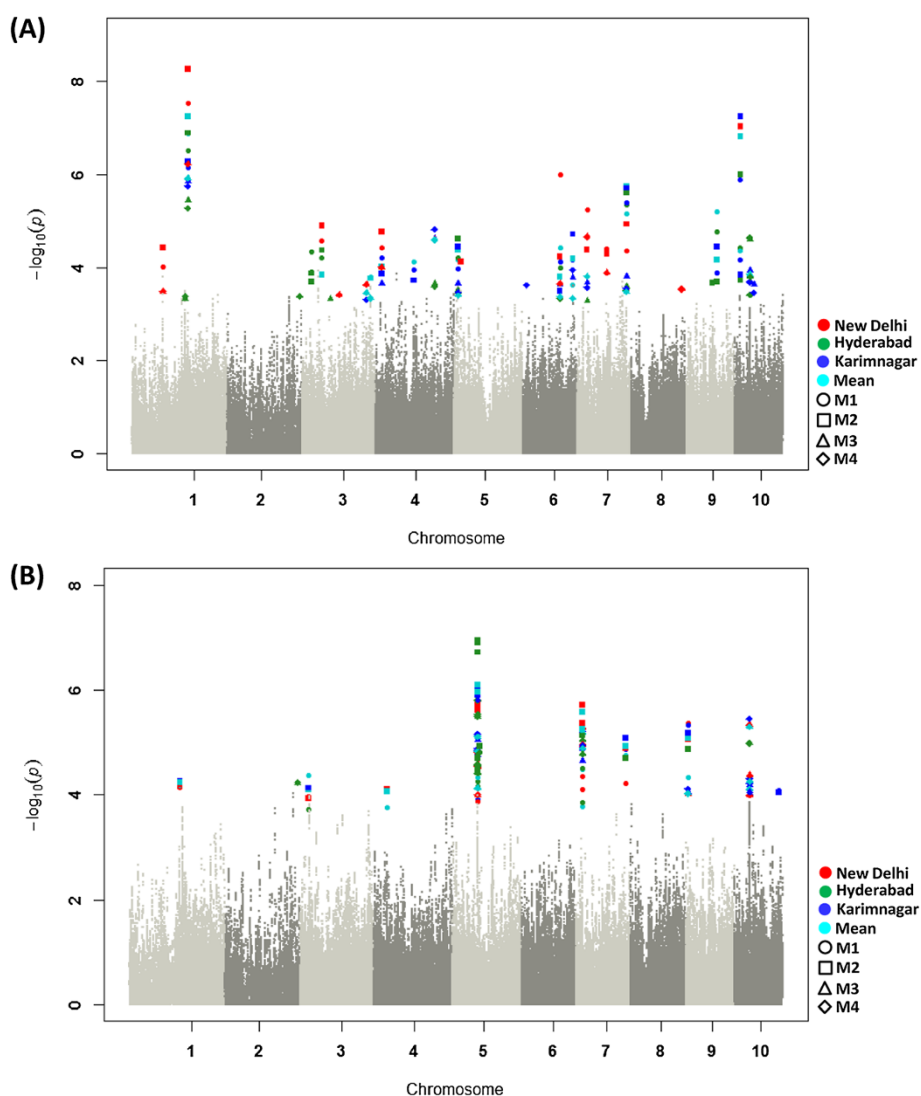 (A)
8
6
4
2
0
−log10(p)
1 2 3 4 5 6 7 8 9 10
Chromosome
New Delhi
Hyderabad
Karimnagar
Mean
M1
M2
M3
M4
(B)
8
6
4
2
0
−log10(p)
1 2 3 4 5 6 7 8 9 10
Chromosome
New Delhi
Hyderabad
Karimnagar
Mean
M1
M2
M3
M4